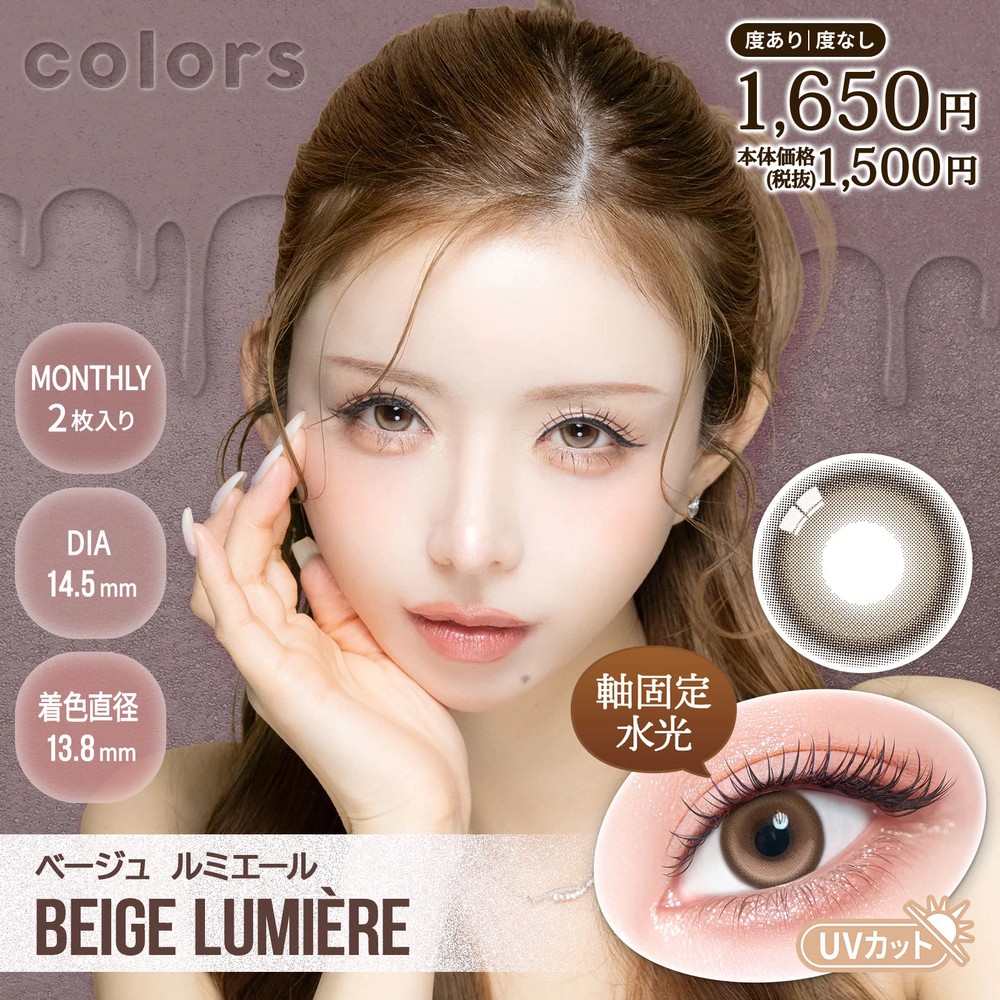 colors
度あり|度なし
1,650円
本体価格
(税抜)1,500円
MONTHLY
2枚入り
DIA
14.5mm
着色直径
13.8mm
軸固定
水光
ベージュ ルミエール
BEIGE LUMIÈRE
UVカット